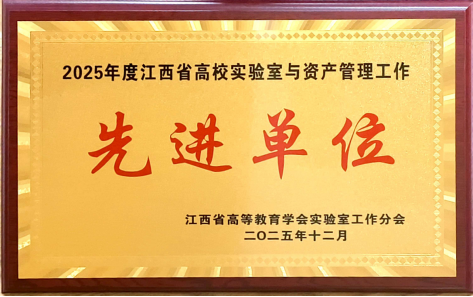 2025年度江西省高校实验室与资产管理工作
先进单位
江西省高等教育学会实验室工作分会
二〇二五年十二月